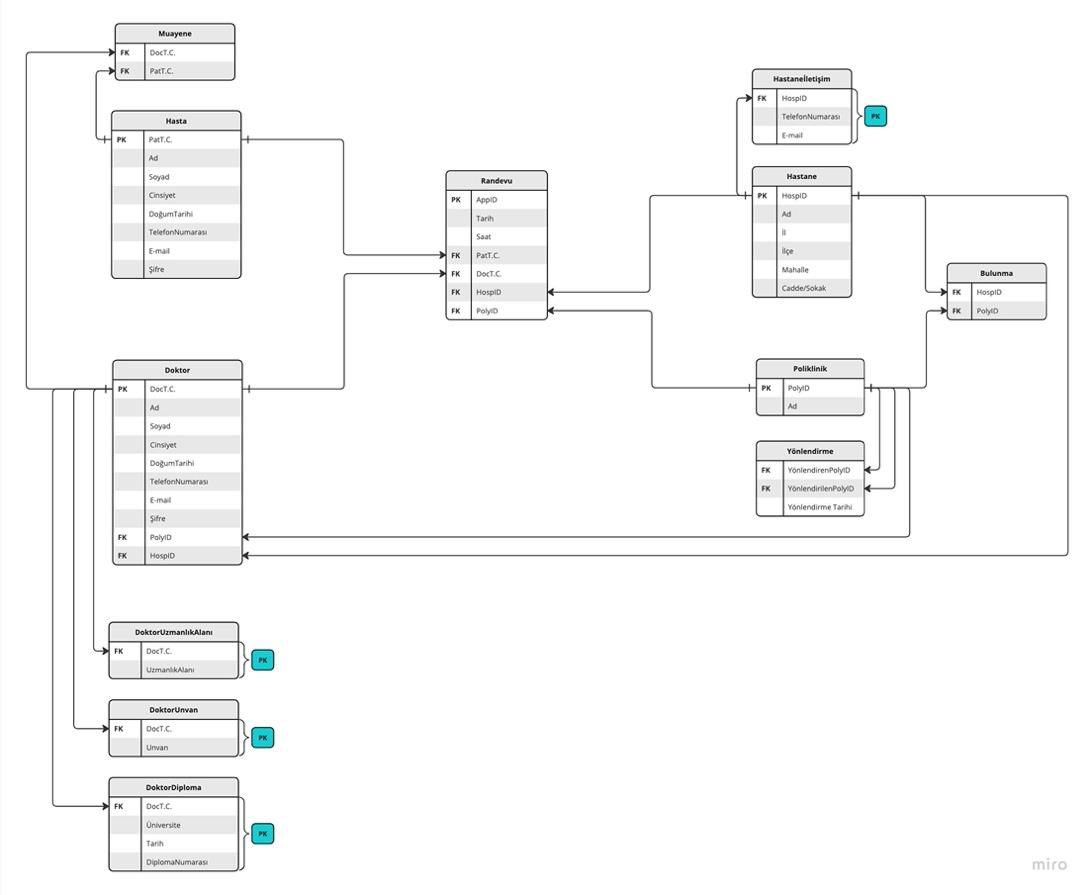 Muayene
FK DocT.C.
FK PatT.C.
Hasta
PK PatT.C.
Ad
Soyad
Cinsiyet
DoğumTarihi
TelefonNumarası
E-mail
Şifre
Randevu
PK AppID
Tarih
Saat
FK PatT.C.
FK DocT.C.
FK HospID
FK PolyID
Hastaneİletişim
FK HospID
TelefonNumarası
E-mail
PK
Hastane
PK HospID
Ad
İl
İlçe
Mahalle
Cadde/Sokak
Bulunma
FK HospID
FK PolyID
Poliklinik
PK PolyID
Ad
Yönlendirme
FK YönlendirenPolyID
FK YönlendirilenPolyID
Yönlendirme Tarihi
Doktor
PK DocT.C.
Ad
Soyad
Cinsiyet
DoğumTarihi
TelefonNumarası
E-mail
Şifre
FK PolyID
FK HospID
DoktorUzmanlıkAlanı
FK DocT.C.
UzmanlıkAlanı
PK
DoktorUnvan
FK DocT.C.
Unvan
PK
DoktorDiploma
FK DocT.C.
Üniversite
Tarih
DiplomaNumarası
PK
miro